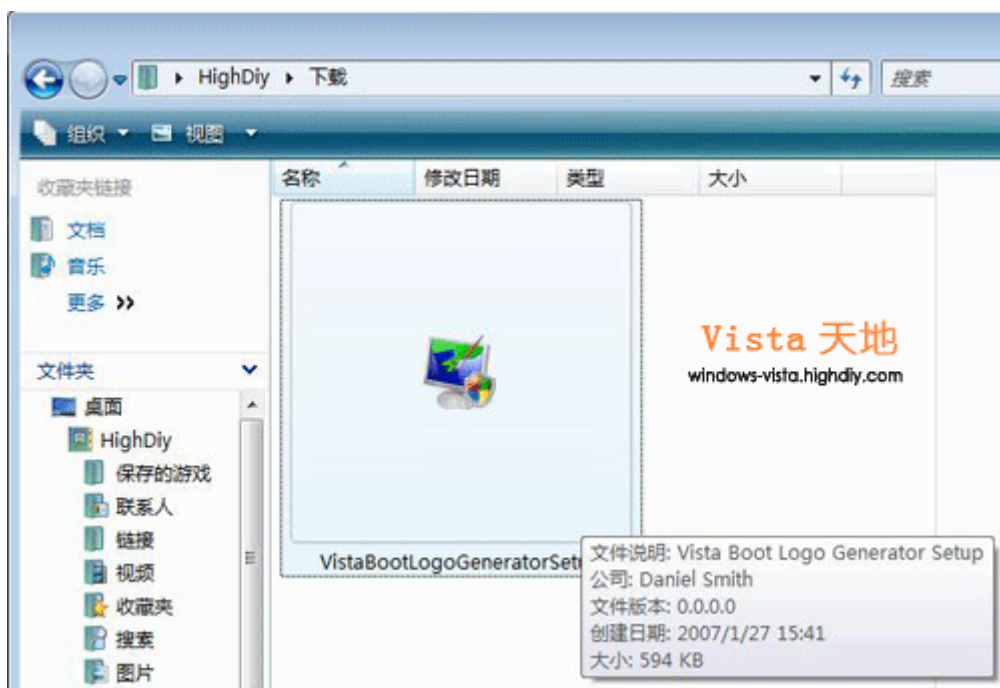 HighDiy 下载
搜索
组织 视图
收藏夹链接
文档
音乐
更多 >>
文件夹
桌面
HighDiy
保存的游戏
联系人
链接
视频
收藏夹
搜索
图片
名称 修改日期 类型 大小
VistaBootLogoGeneratorSetu
Vista 天地
windows-vista.highdiy.com
文件说明: Vista Boot Logo Generator Setup
公司: Daniel Smith
文件版本: 0.0.0.0
创建日期: 2007/1/27 15:41
大小: 594 KB